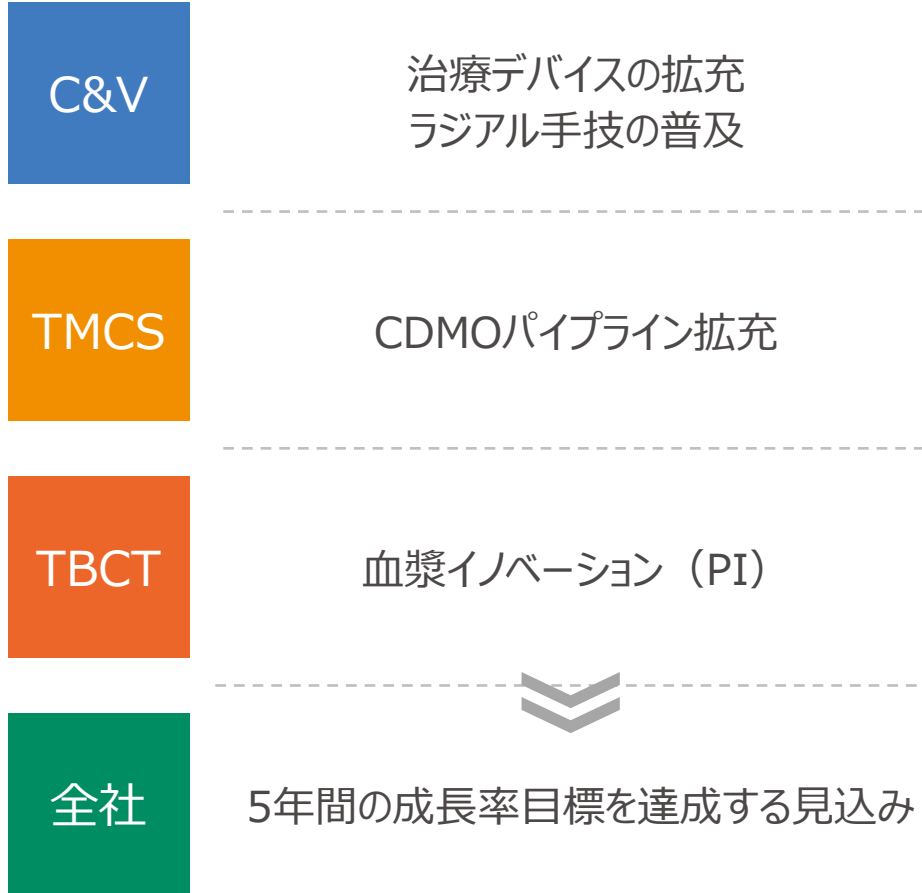 C&V
治療デバイスの拡充
ラジアル手技の普及
TMCS
CDMOパイプライン拡充
TBCT
血漿イノベーション（PI）
全社
5年間の成長率目標を達成する見込み